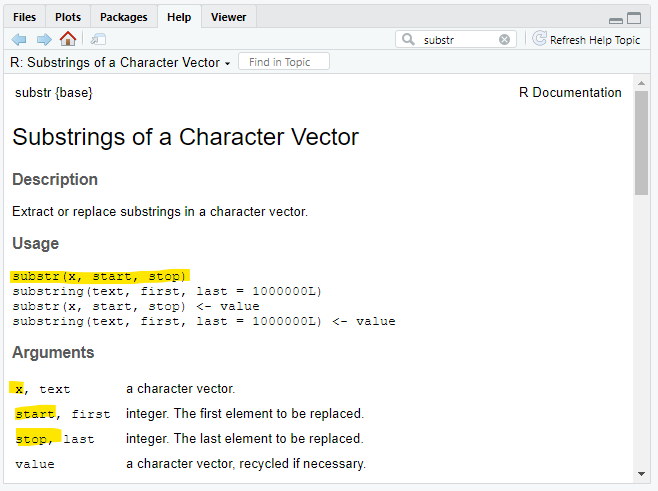 Files Plots Packages Help Viewer
substr Refresh Help Topic
R: Substrings of a Character Vector Find in Topic
substr {base} R Documentation
Substrings of a Character Vector
Description
Extract or replace substrings in a character vector.
Usage
substr(x, start, stop)
substring(text, first, last = 1000000L)
substr(x, start, stop) <- value
substring(text, first, last = 1000000L) <- value
Arguments
x, text a character vector.
start, first integer. The first element to be replaced.
stop, last integer. The last element to be replaced.
value a character vector, recycled if necessary.